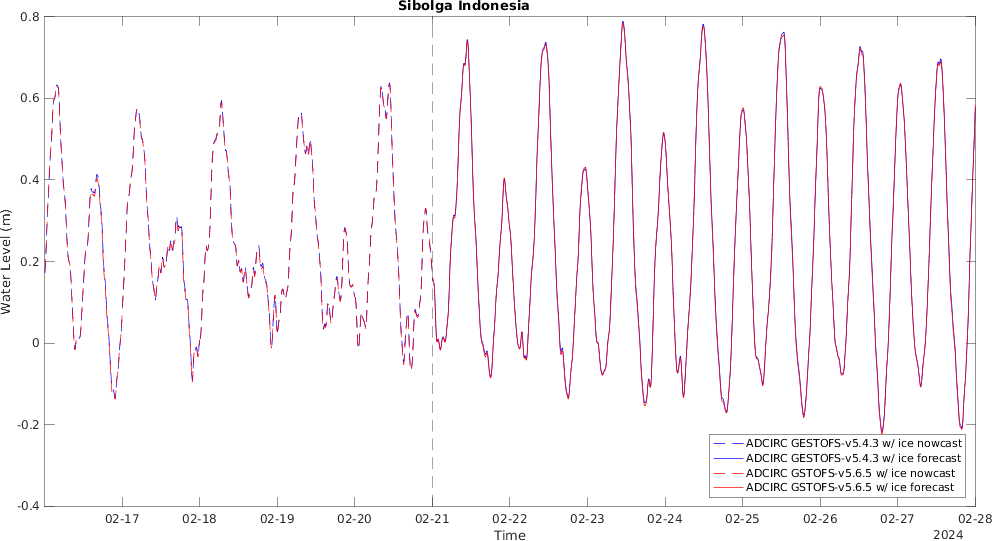 Sibolga Indonesia
0.8
0.6
0.4
0.2
0
-0.2
-0.4
Water Level (m)
02-17 02-18 02-19 02-20 02-21 02-22 02-23 02-24 02-25 02-26 02-27 02-28
Time
2024
ADCIRC GESTOFS-v5.4.3 w/ ice nowcast
ADCIRC GESTOFS-v5.4.3 w/ ice forecast
ADCIRC GSTOFS-v5.6.5 w/ ice nowcast
ADCIRC GSTOFS-v5.6.5 w/ ice forecast